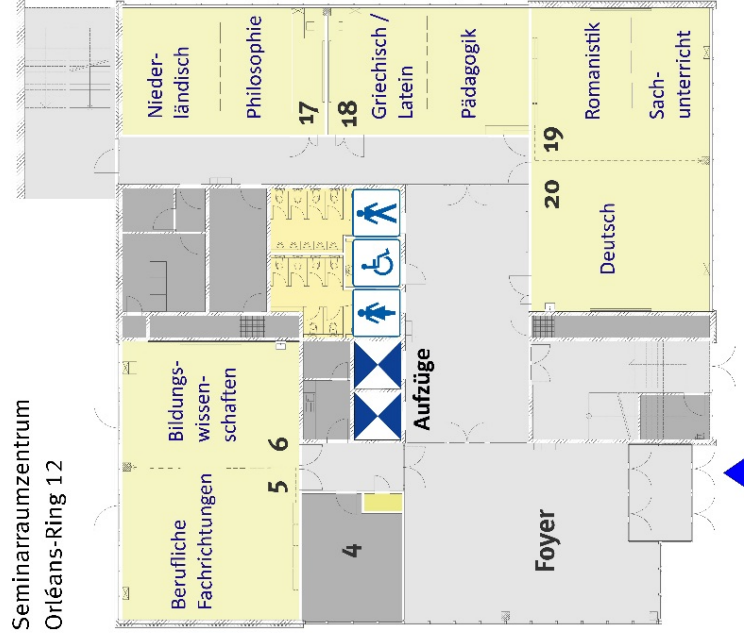 Seminarraumzentrum
Orléans-Ring 12
Nieder-
ländisch
Philosophie
17
18
Griechisch /
Latein
Pädagogik
Romanistik
Sach-
unterricht
19
20
Deutsch
Bildungs-
wissen-
schaften
6
5
Berufliche
Fachrichtungen
Aufzüge
4
Foyer